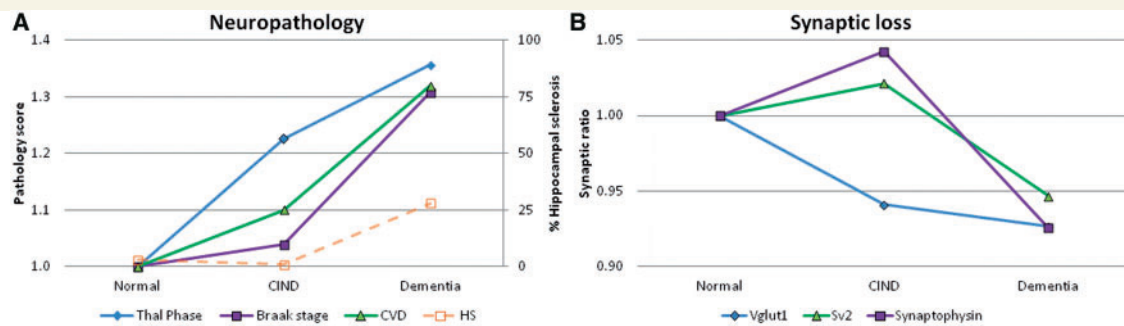 A
Neuropathology
1.4
1.3
1.2
1.1
1.0
Pathology score
100
75
50
25
0
% Hippocampal sclerosis
Normal
CIND
Dementia
Thal Phase
Braak stage
CVD
HS
B
Synaptic loss
1.05
1.00
0.95
0.90
Synaptic ratio
Normal
CIND
Dementia
Vglut1
Sv2
Synaptophysin